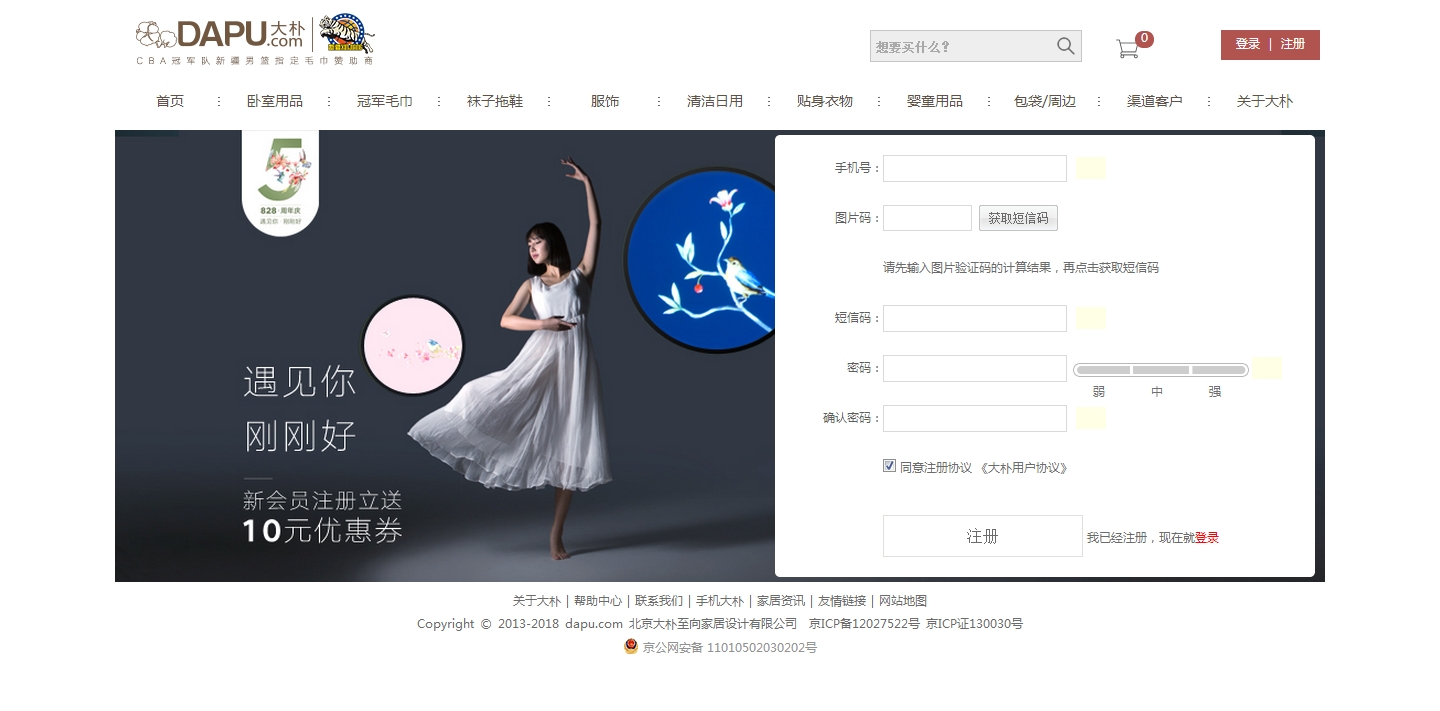 the DAPU.com 大朴
CBA冠军队新疆男篮指定毛巾赞助商
想要买什么?
0
登录 | 注册
首页 ⋮ 卧室用品 ⋮ 冠军毛巾 ⋮ 袜子拖鞋 ⋮ 服饰 ⋮ 清洁日用 ⋮ 贴身衣物 ⋮ 婴童用品 ⋮ 包袋/周边 ⋮ 渠道客户 ⋮ 关于大朴
5
828·周年庆
遇见你·刚刚好
遇见你
刚刚好
新会员注册立送
10元优惠券
手机号：
图片码：
获取短信码
请先输入图片验证码的计算结果，再点击获取短信码
短信码：
密码：
弱 中 强
确认密码：
同意注册协议 《大朴用户协议》
注册
我已经注册，现在就登录
关于大朴 | 帮助中心 | 联系我们 | 手机大朴 | 家居资讯 | 友情链接 | 网站地图
Copyright © 2013-2018 dapu.com 北京大朴至向家居设计有限公司 京ICP备12027522号 京ICP证130030号
京公网安备 11010502030202号